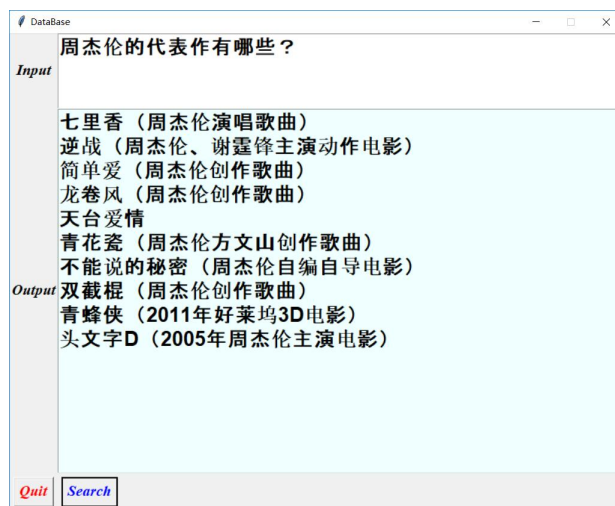 DataBase
Input
周杰伦的代表作有哪些？
Output
七里香（周杰伦演唱歌曲）
逆战（周杰伦、谢霆锋主演动作电影）
简单爱（周杰伦创作歌曲）
龙卷风（周杰伦创作歌曲）
天台爱情
青花瓷（周杰伦方文山创作歌曲）
不能说的秘密（周杰伦自编自导电影）
双截棍（周杰伦创作歌曲）
青蜂侠（2011年好莱坞3D电影）
头文字D（2005年周杰伦主演电影）
Quit
Search